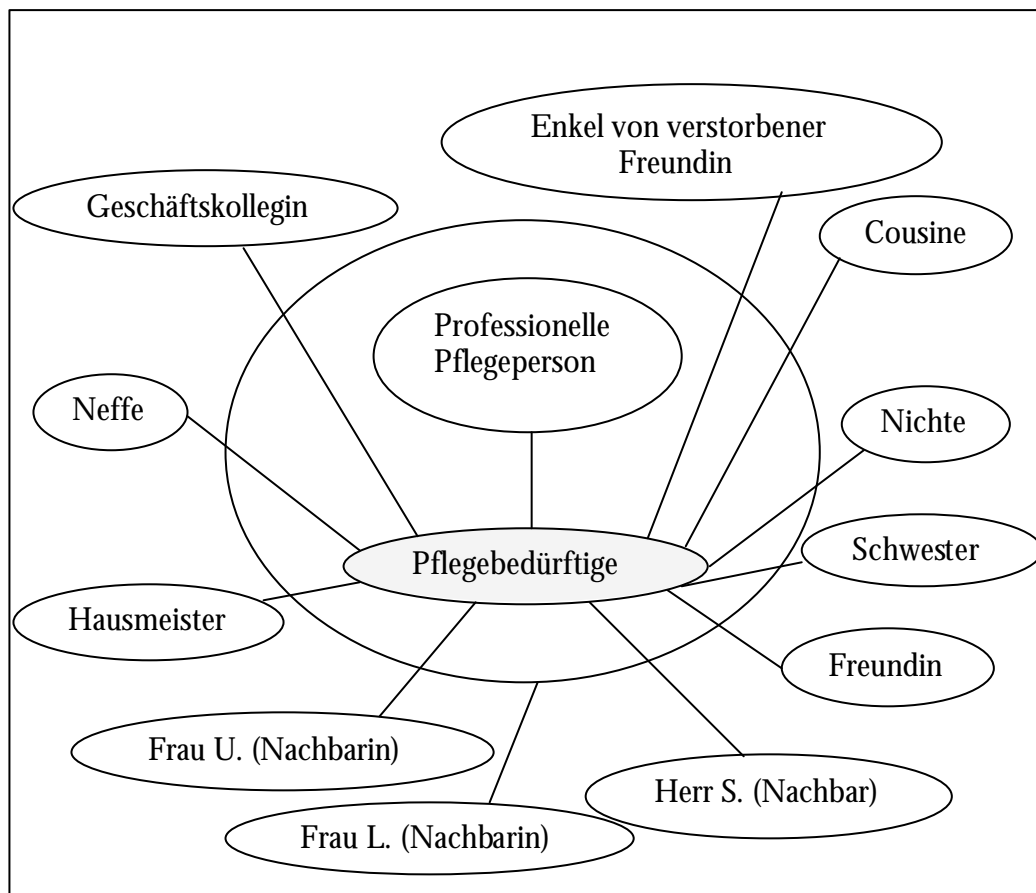 Enkel von verstorbener
Freundin
Geschäftskollegin
Cousine
Professionelle
Pflegeperson
Neffe
Nichte
Schwester
Pflegebedürftige
Hausmeister
Freundin
Frau U. (Nachbarin)
Herr S. (Nachbar)
Frau L. (Nachbarin)